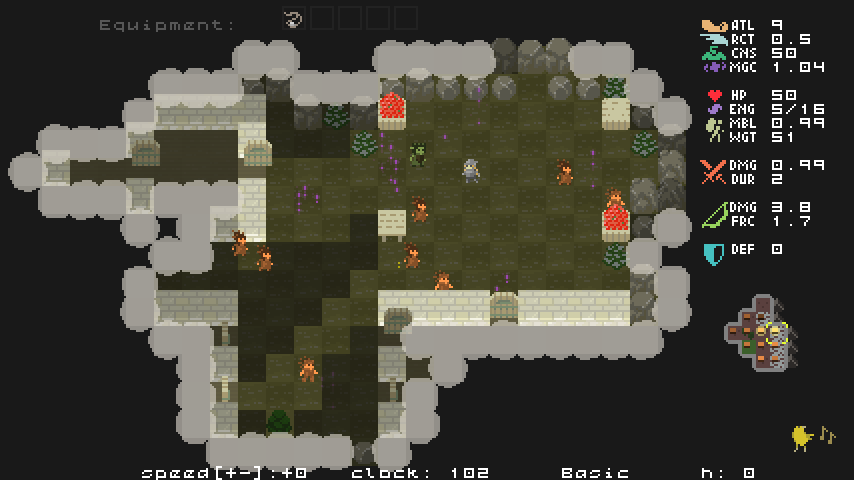 Equipment:
ATL 9
RCT 0.5
CNS 50
MGC 1.04
HP 50
ENG 5/16
MBL 0.99
WGT 51
DMG 0.99
DUR 2
DMG 3.8
FRC 1.7
DEF 0
speed[+-]:+0 clock: 102 Basic h: 0